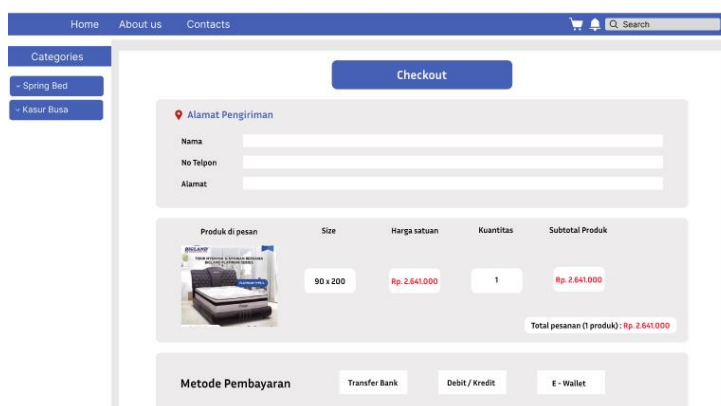 Home About us Contacts Search
Categories
Spring Bed
Kasur Busa
Checkout
Alamat Pengiriman
Nama
No Telpon
Alamat
Produk di pesan Size Harga satuan Kuantitas Subtotal Produk
BIGLAND
90 x 200 Rp. 2.641.000 1 Rp. 2.641.000
Total pesanan (1 produk) : Rp. 2.641.000
Metode Pembayaran Transfer Bank Debit / Kredit E - Wallet